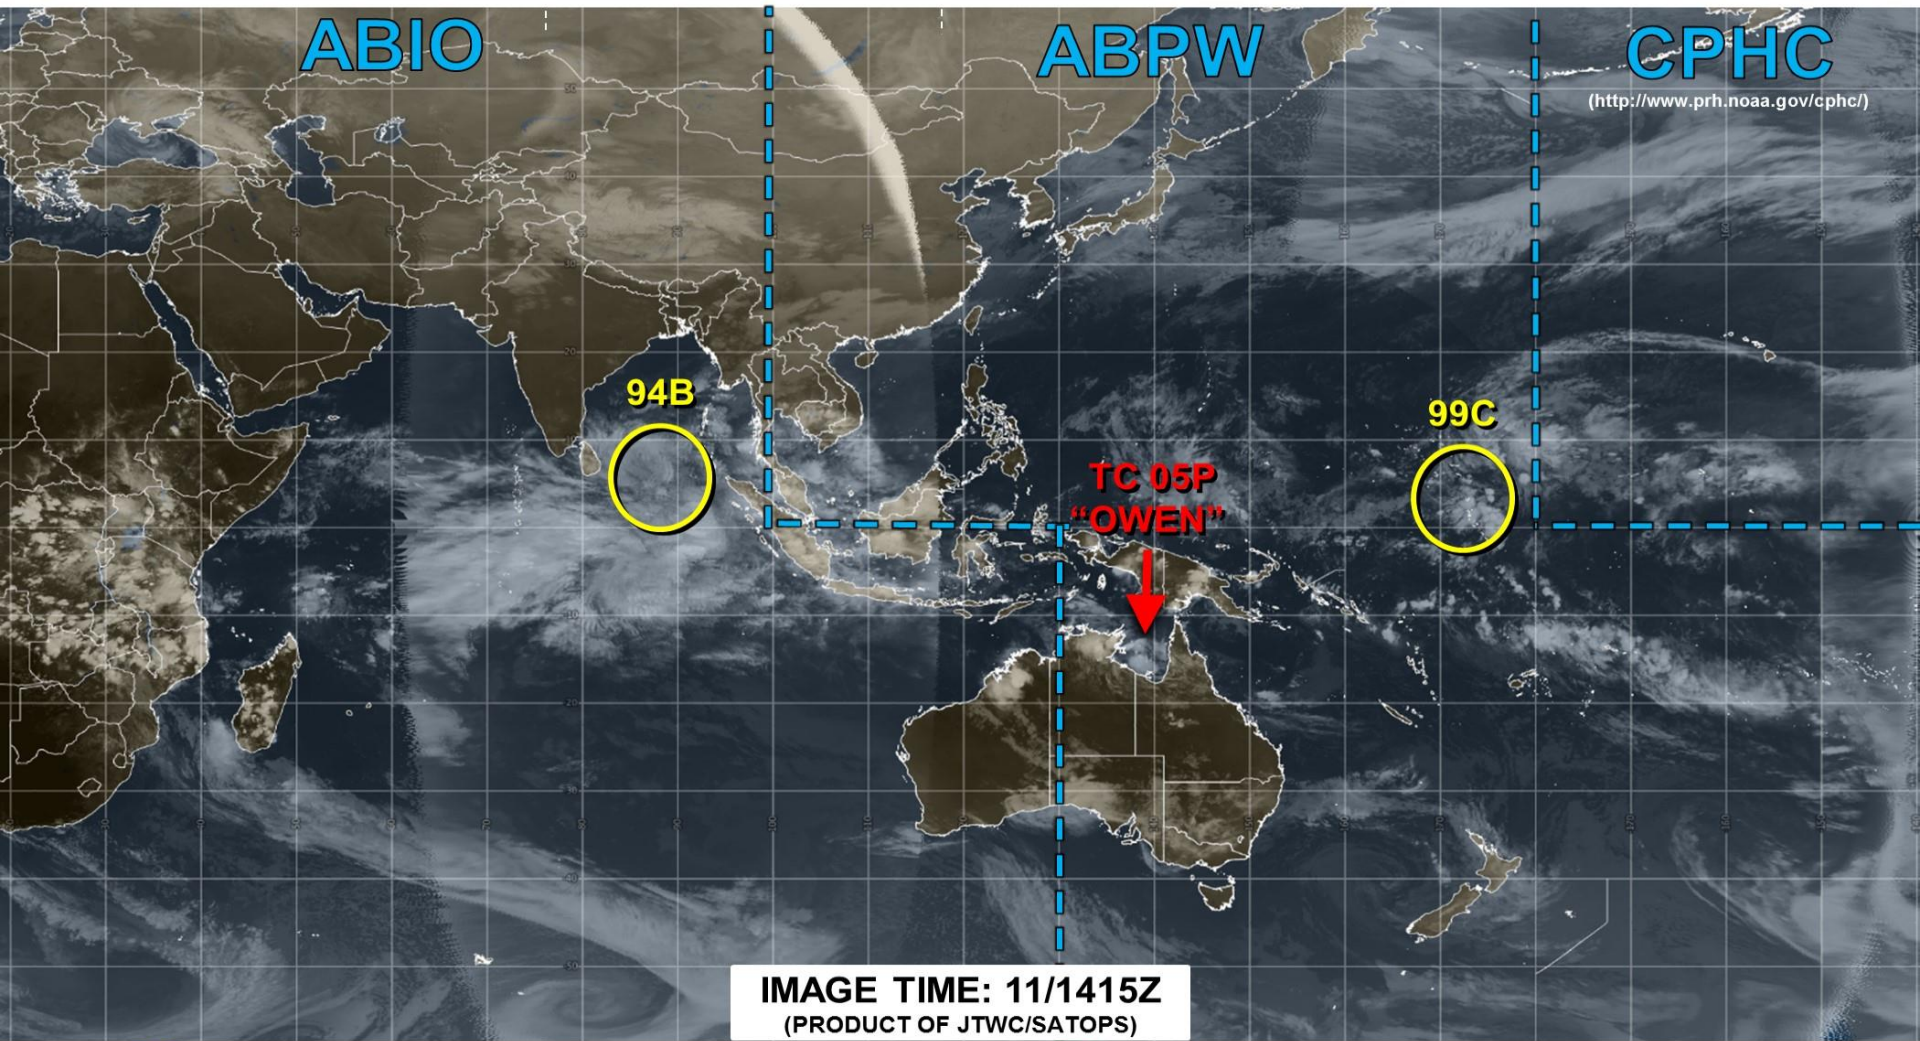 ABIO
ABPW
CPHC
(http://www.prh.noaa.gov/cphc/)
94B
99C
TC 05P
“OWEN”
IMAGE TIME: 11/1415Z
(PRODUCT OF JTWC/SATOPS)